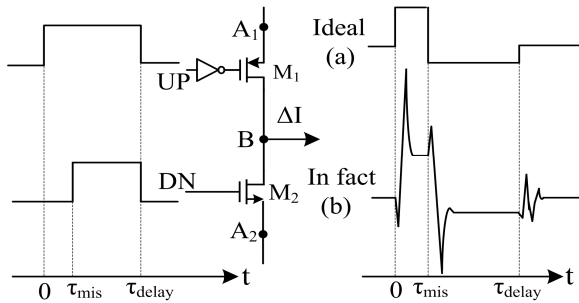 A₁
UP
M₁
ΔI
B
DN
M₂
A₂
0
τmis
τdelay
t
Ideal
(a)
In fact
(b)
0
τmis
τdelay
t